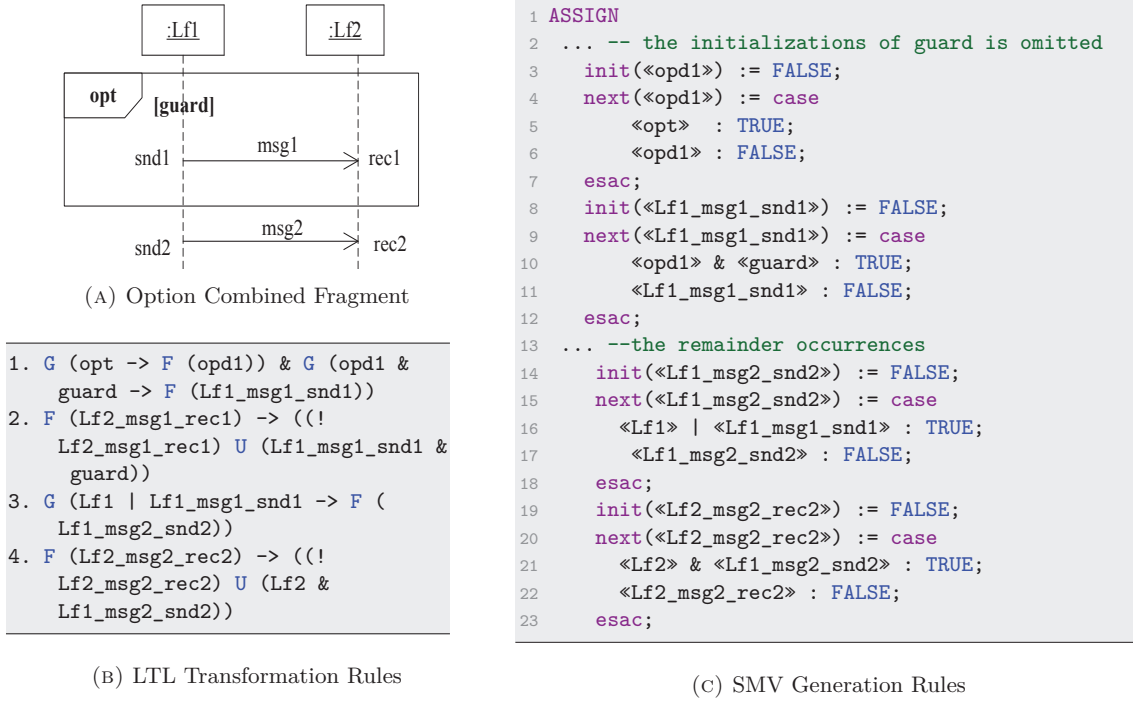 :Lf1
:Lf2
opt
[guard]
snd1
msg1
rec1
snd2
msg2
rec2
(A) Option Combined Fragment
1. G (opt -> F (opd1)) & G (opd1 &
guard -> F (Lf1_msg1_snd1))
2. F (Lf2_msg1_rec1) -> ((!
Lf2_msg1_rec1) U (Lf1_msg1_snd1 &
guard))
3. G (Lf1 | Lf1_msg1_snd1 -> F (
Lf1_msg2_snd2))
4. F (Lf2_msg2_rec2) -> ((!
Lf2_msg2_rec2) U (Lf2 &
Lf1_msg2_snd2))
(B) LTL Transformation Rules
1 ASSIGN
2 ... -- the initializations of guard is omitted
3 init(«opd1») := FALSE;
4 next(«opd1») := case
5 «opt» : TRUE;
6 «opd1» : FALSE;
7 esac;
8 init(«Lf1_msg1_snd1») := FALSE;
9 next(«Lf1_msg1_snd1») := case
10 «opd1» & «guard» : TRUE;
11 «Lf1_msg1_snd1» : FALSE;
12 esac;
13 ... --the remainder occurrences
14 init(«Lf1_msg2_snd2») := FALSE;
15 next(«Lf1_msg2_snd2») := case
16 «Lf1» | «Lf1_msg1_snd1» : TRUE;
17 «Lf1_msg2_snd2» : FALSE;
18 esac;
19 init(«Lf2_msg2_rec2») := FALSE;
20 next(«Lf2_msg2_rec2») := case
21 «Lf2» & «Lf1_msg2_snd2» : TRUE;
22 «Lf2_msg2_rec2» : FALSE;
23 esac;
(C) SMV Generation Rules